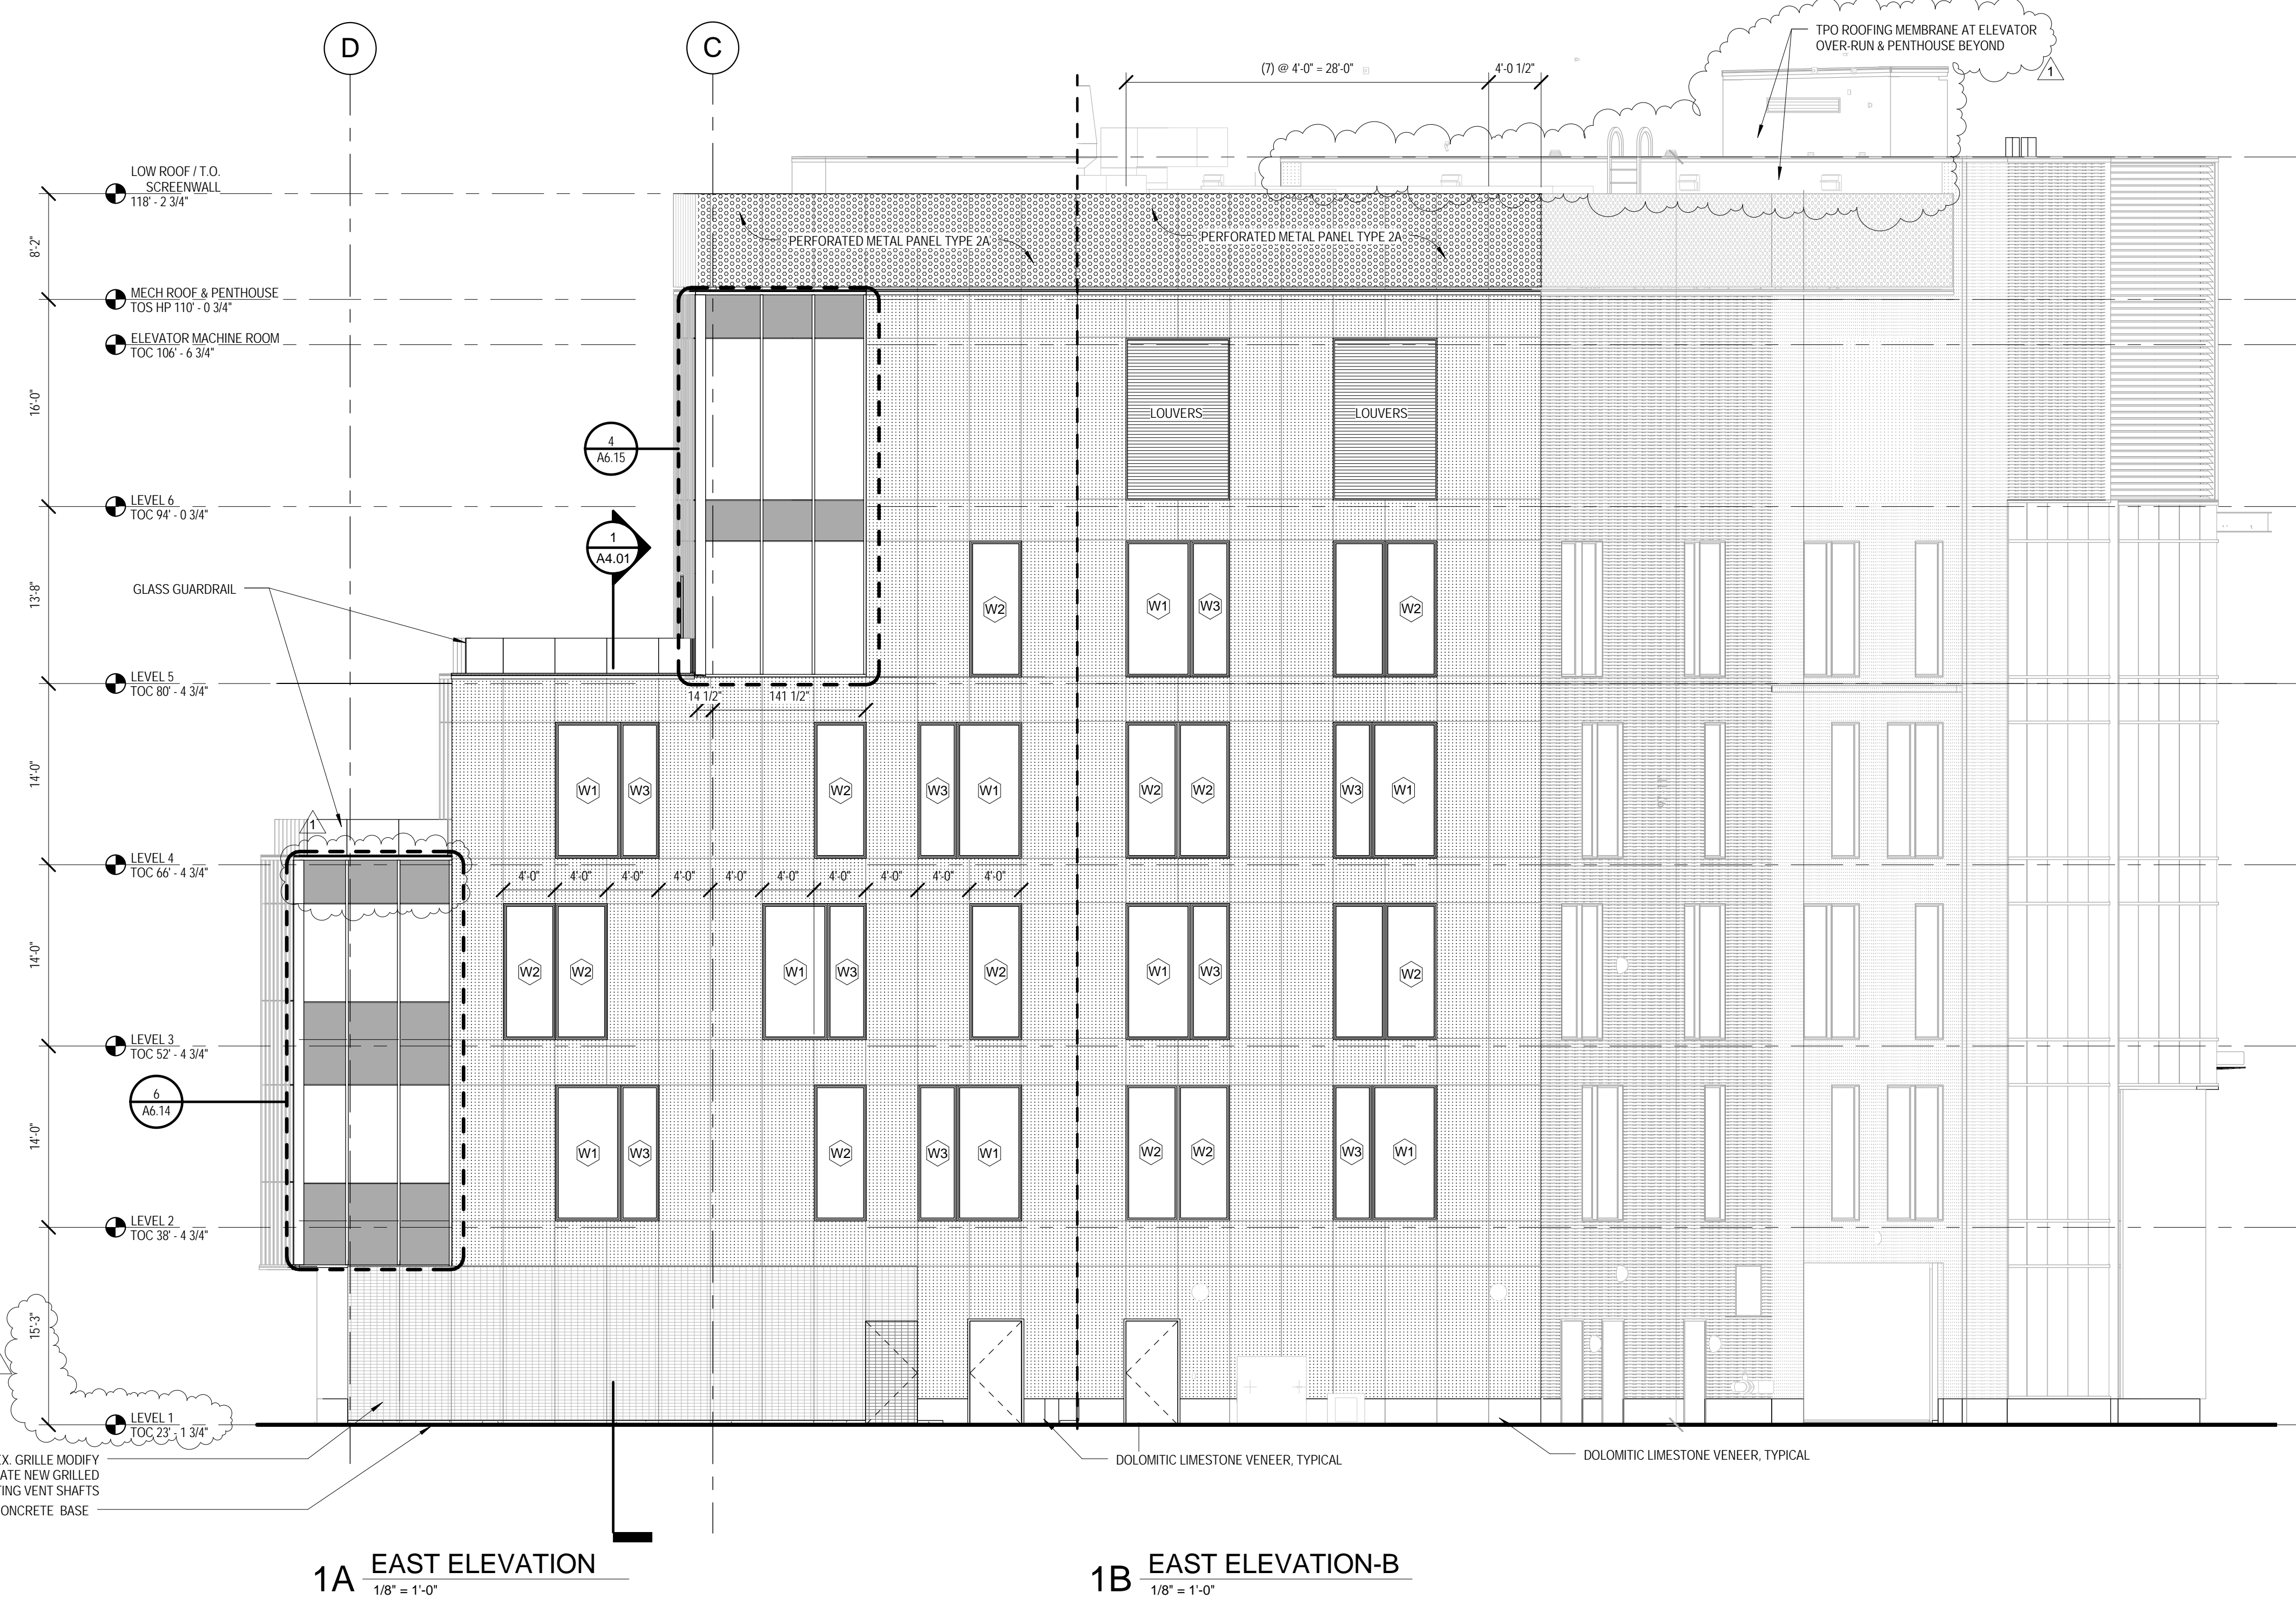 D
C
(7) @ 4'-0" = 28'-0"
4'-0 1/2"
TPO ROOFING MEMBRANE AT ELEVATOR
OVER-RUN & PENTHOUSE BEYOND
1
LOW ROOF / T.O.
SCREENWALL
118' - 2 3/4"
8'-2"
PERFORATED METAL PANEL TYPE 2A
PERFORATED METAL PANEL TYPE 2A
MECH ROOF & PENTHOUSE
TOS HP 110' - 0 3/4"
ELEVATOR MACHINE ROOM
TOC 106' - 6 3/4"
16'-0"
LOUVERS
LOUVERS
4
A6.15
LEVEL 6
TOC 94' - 0 3/4"
1
A4.01
13'-8"
GLASS GUARDRAIL
W2
W1
W3
W2
LEVEL 5
TOC 80' - 4 3/4"
14 1/2"
141 1/2"
14'-0"
W1
W3
W2
W3
W1
W2
W2
W3
W1
1
LEVEL 4
TOC 66' - 4 3/4"
4'-0"
4'-0"
4'-0"
4'-0"
4'-0"
4'-0"
4'-0"
4'-0"
4'-0"
4'-0"
14'-0"
W2
W2
W1
W3
W2
W1
W3
W2
LEVEL 3
TOC 52' - 4 3/4"
6
A6.14
14'-0"
W1
W3
W2
W3
W1
W2
W2
W3
W1
LEVEL 2
TOC 38' - 4 3/4"
15'-3"
LEVEL 1
TOC 23' - 1 3/4"
EX. GRILLE MODIFY
ATE NEW GRILLED
TING VENT SHAFTS
ONCRETE BASE
DOLOMITIC LIMESTONE VENEER, TYPICAL
DOLOMITIC LIMESTONE VENEER, TYPICAL
1A EAST ELEVATION
1/8" = 1'-0"
1B EAST ELEVATION-B
1/8" = 1'-0"